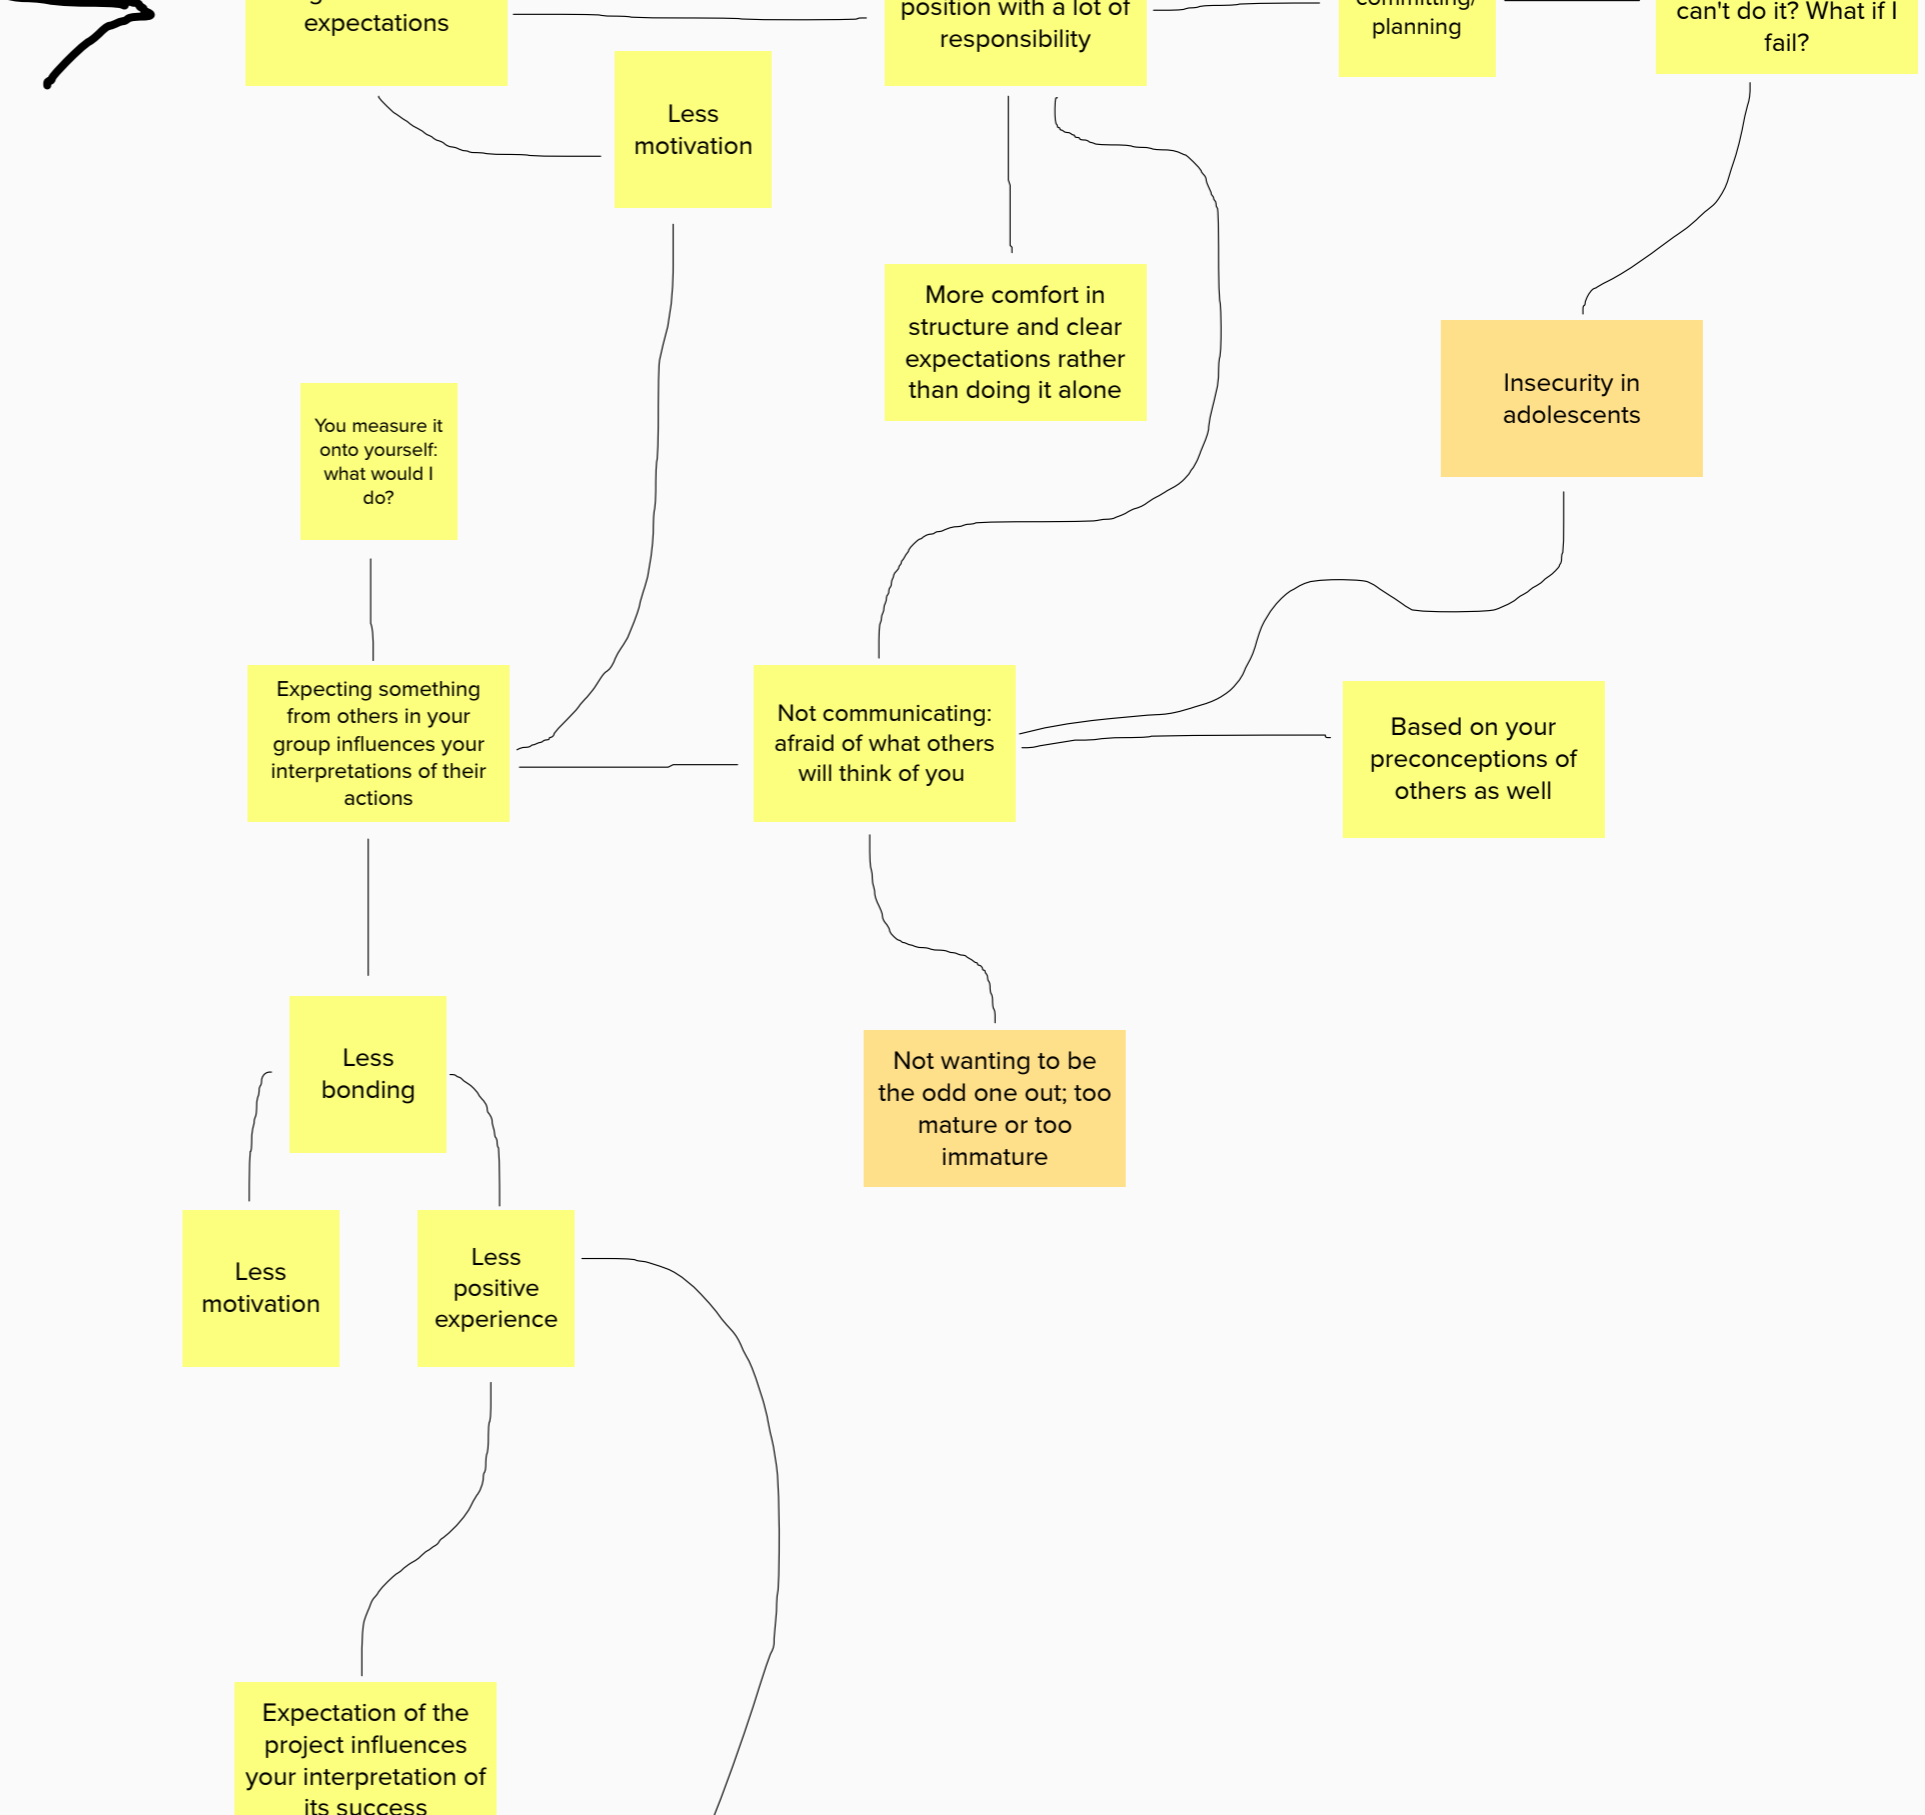 expectations
position with a lot of
responsibility
committing/
planning
can't do it? What if I
fail?
Less
motivation
More comfort in
structure and clear
expectations rather
than doing it alone
Insecurity in
adolescents
You measure it
onto yourself:
what would I
do?
Expecting something
from others in your
group influences your
interpretations of their
actions
Not communicating:
afraid of what others
will think of you
Based on your
preconceptions of
others as well
Less
bonding
Not wanting to be
the odd one out; too
mature or too
immature
Less
motivation
Less
positive
experience
Expectation of the
project influences
your interpretation of
its success